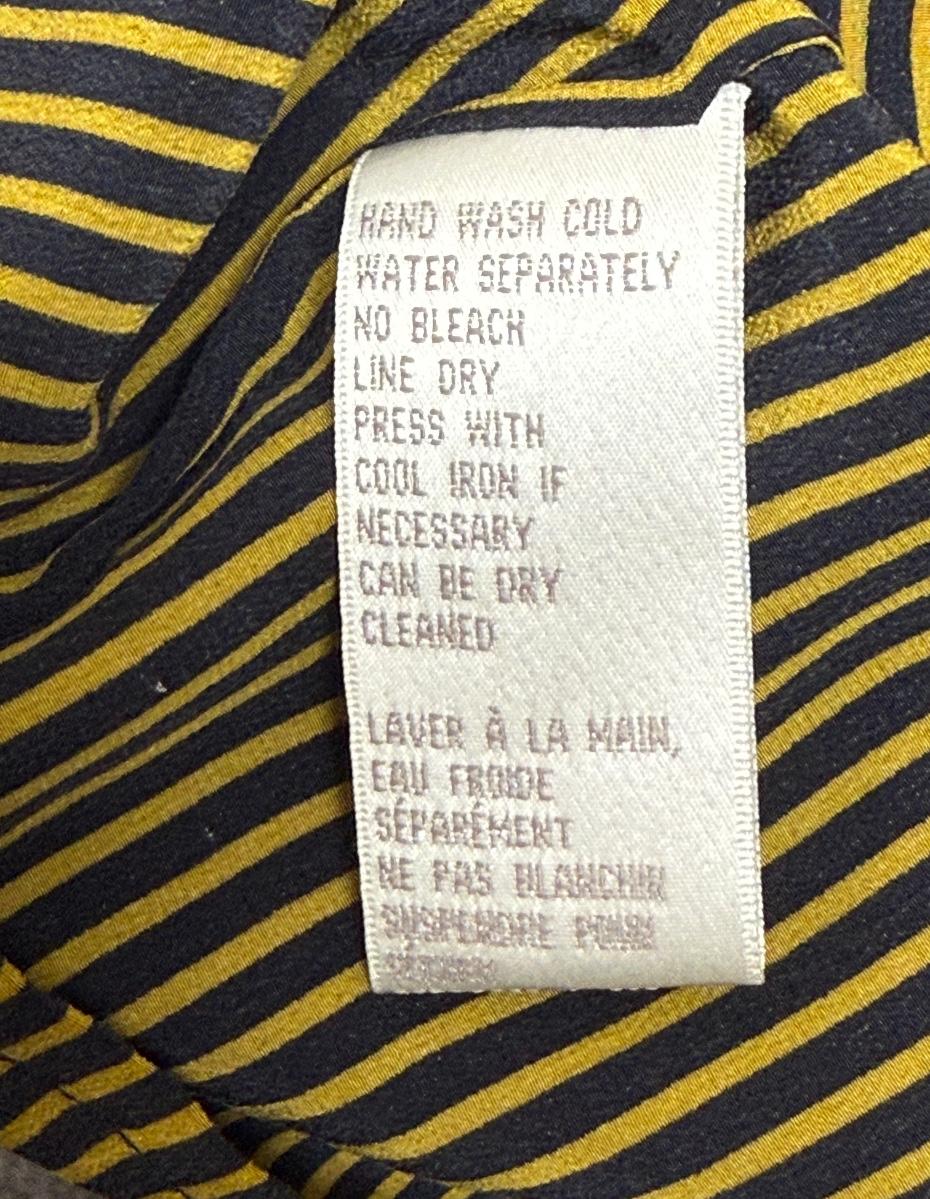 HAND WASH COLD
WATER SEPARATELY
NO BLEACH
LINE DRY
PRESS WITH
COOL IRON IF
NECESSARY
CAN BE DRY
CLEANED
LAVER À LA MAIN,
EAU FROIDE
SÉPARÉMENT
NE PAS BLANCHIR
SUSPENDRE POUR